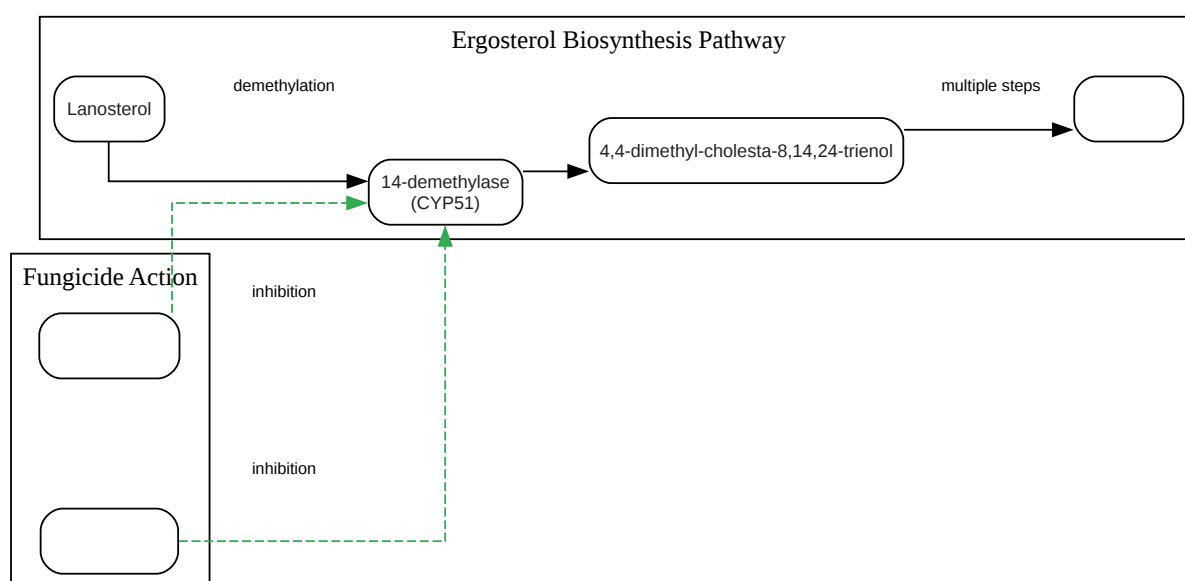 Ergosterol Biosynthesis Pathway
demethylation
multiple steps
Lanosterol
4,4-dimethyl-cholesta-8,14,24-trienol
14-demethylase
(CYP51)
Fungicide Action
inhibition
inhibition